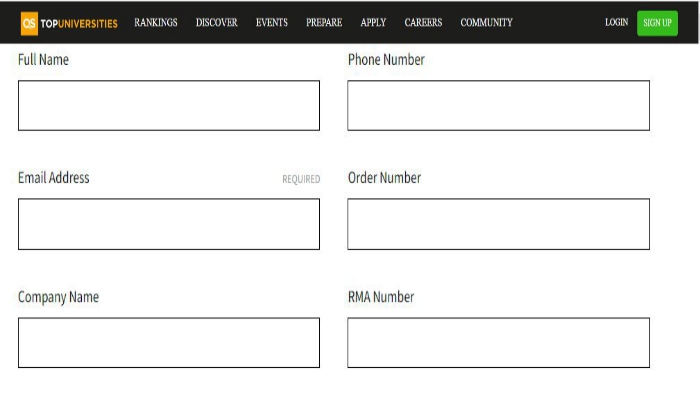 QS TOPUNIVERSITIES RANKINGS DISCOVER EVENTS PREPARE APPLY CAREERS COMMUNITY LOGIN SIGN UP
Full Name Phone Number
Email Address REQUIRED Order Number
Company Name RMA Number